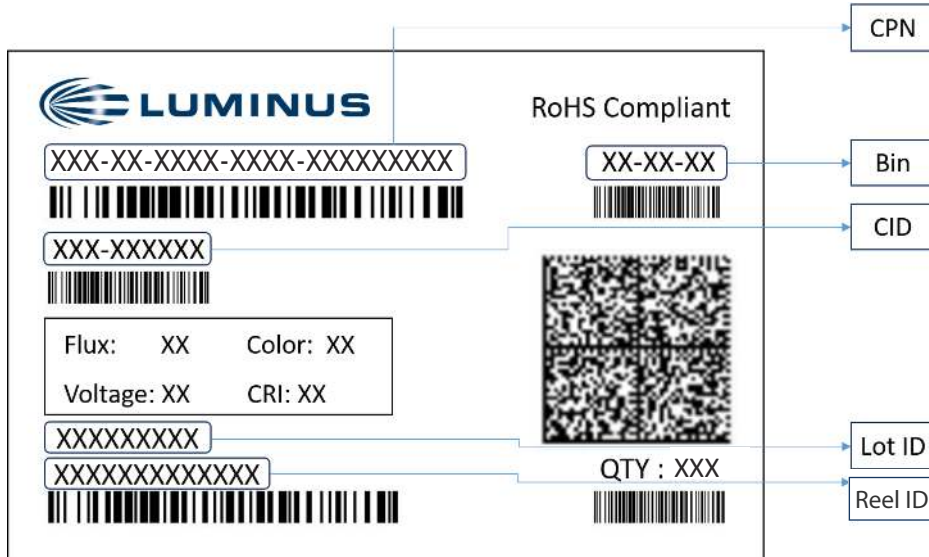 CPN
LUMINUS
RoHS Compliant
XXX-XX-XXXX-XXXX-XXXXXXXXX
XX-XX-XX
Bin
CID
XXX-XXXXXX
Flux: XX Color: XX
Voltage: XX CRI: XX
XXXXXXXXX
Lot ID
XXXXXXXXXXXXX
QTY : XXX
Reel ID